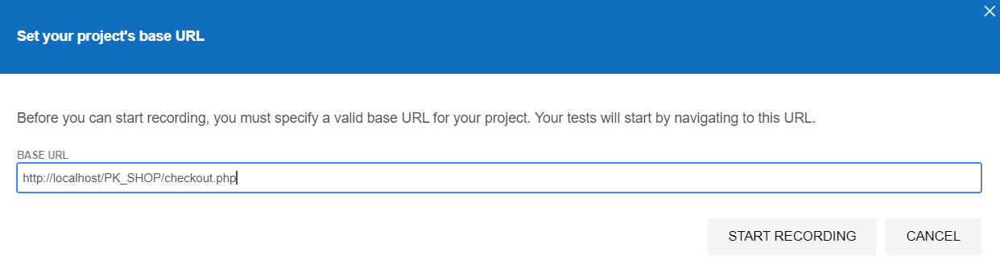 Set your project's base URL
Before you can start recording, you must specify a valid base URL for your project. Your tests will start by navigating to this URL.
BASE URL
http://localhost/PK_SHOP/checkout.php
START RECORDING CANCEL